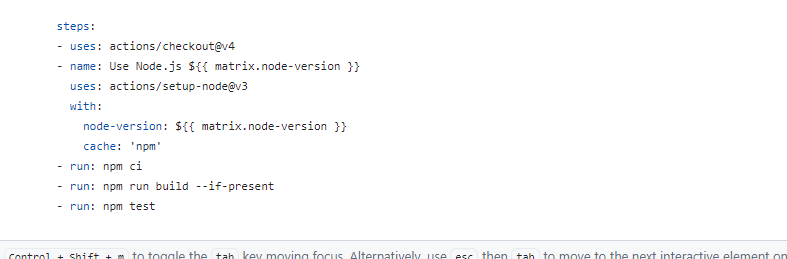 steps:
- uses: actions/checkout@v4
- name: Use Node.js ${{ matrix.node-version }}
  uses: actions/setup-node@v3
  with:
    node-version: ${{ matrix.node-version }}
    cache: 'npm'
- run: npm ci
- run: npm run build --if-present
- run: npm test
Control + Shift + m to toggle the tab key moving focus. Alternatively, use esc then tab to move to the next interactive element on